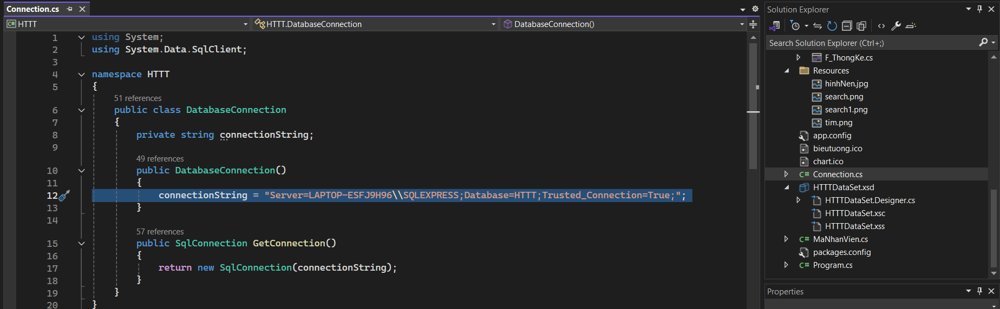 Connection.cs
HTTT
HTTT.DatabaseConnection
DatabaseConnection()
1 using System;
2 using System.Data.SqlClient;
3
4 namespace HTTT
5 {
51 references
6 public class DatabaseConnection
7 {
8 private string connectionString;
9
49 references
10 public DatabaseConnection()
11 {
12 connectionString = "Server=LAPTOP-ESFJ9H96\\SQLEXPRESS;Database=HTTT;Trusted_Connection=True;";
13 }
14
57 references
15 public SqlConnection GetConnection()
16 {
17 return new SqlConnection(connectionString);
18 }
19 }
20 }
Solution Explorer
Search Solution Explorer (Ctrl+;)
F_ThongKe.cs
Resources
hinhNen.jpg
search.png
search1.png
tim.png
app.config
bieutuong.ico
chart.ico
C# Connection.cs
HTTTDataSet.xsd
HTTTDataSet.Designer.cs
HTTTDataSet.xsc
HTTTDataSet.xss
C# MaNhanVien.cs
packages.config
C# Program.cs
Properties